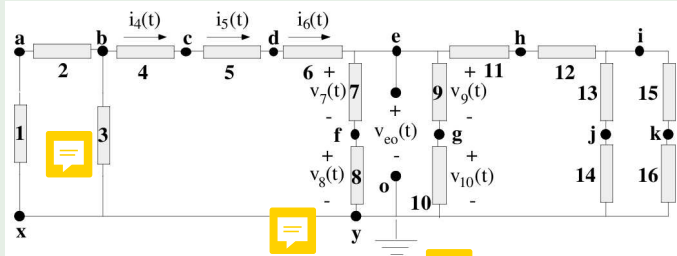 i4(t) i5(t) i6(t)
a b c d e h i
2 4 5 6 + 11 12
1 3 v7(t) 7 + 9 + v9(t) 13 15
- veo(t) -
f g j k
+ - +
v8(t) 8 o v10(t) 14 16
- 10 -
x y